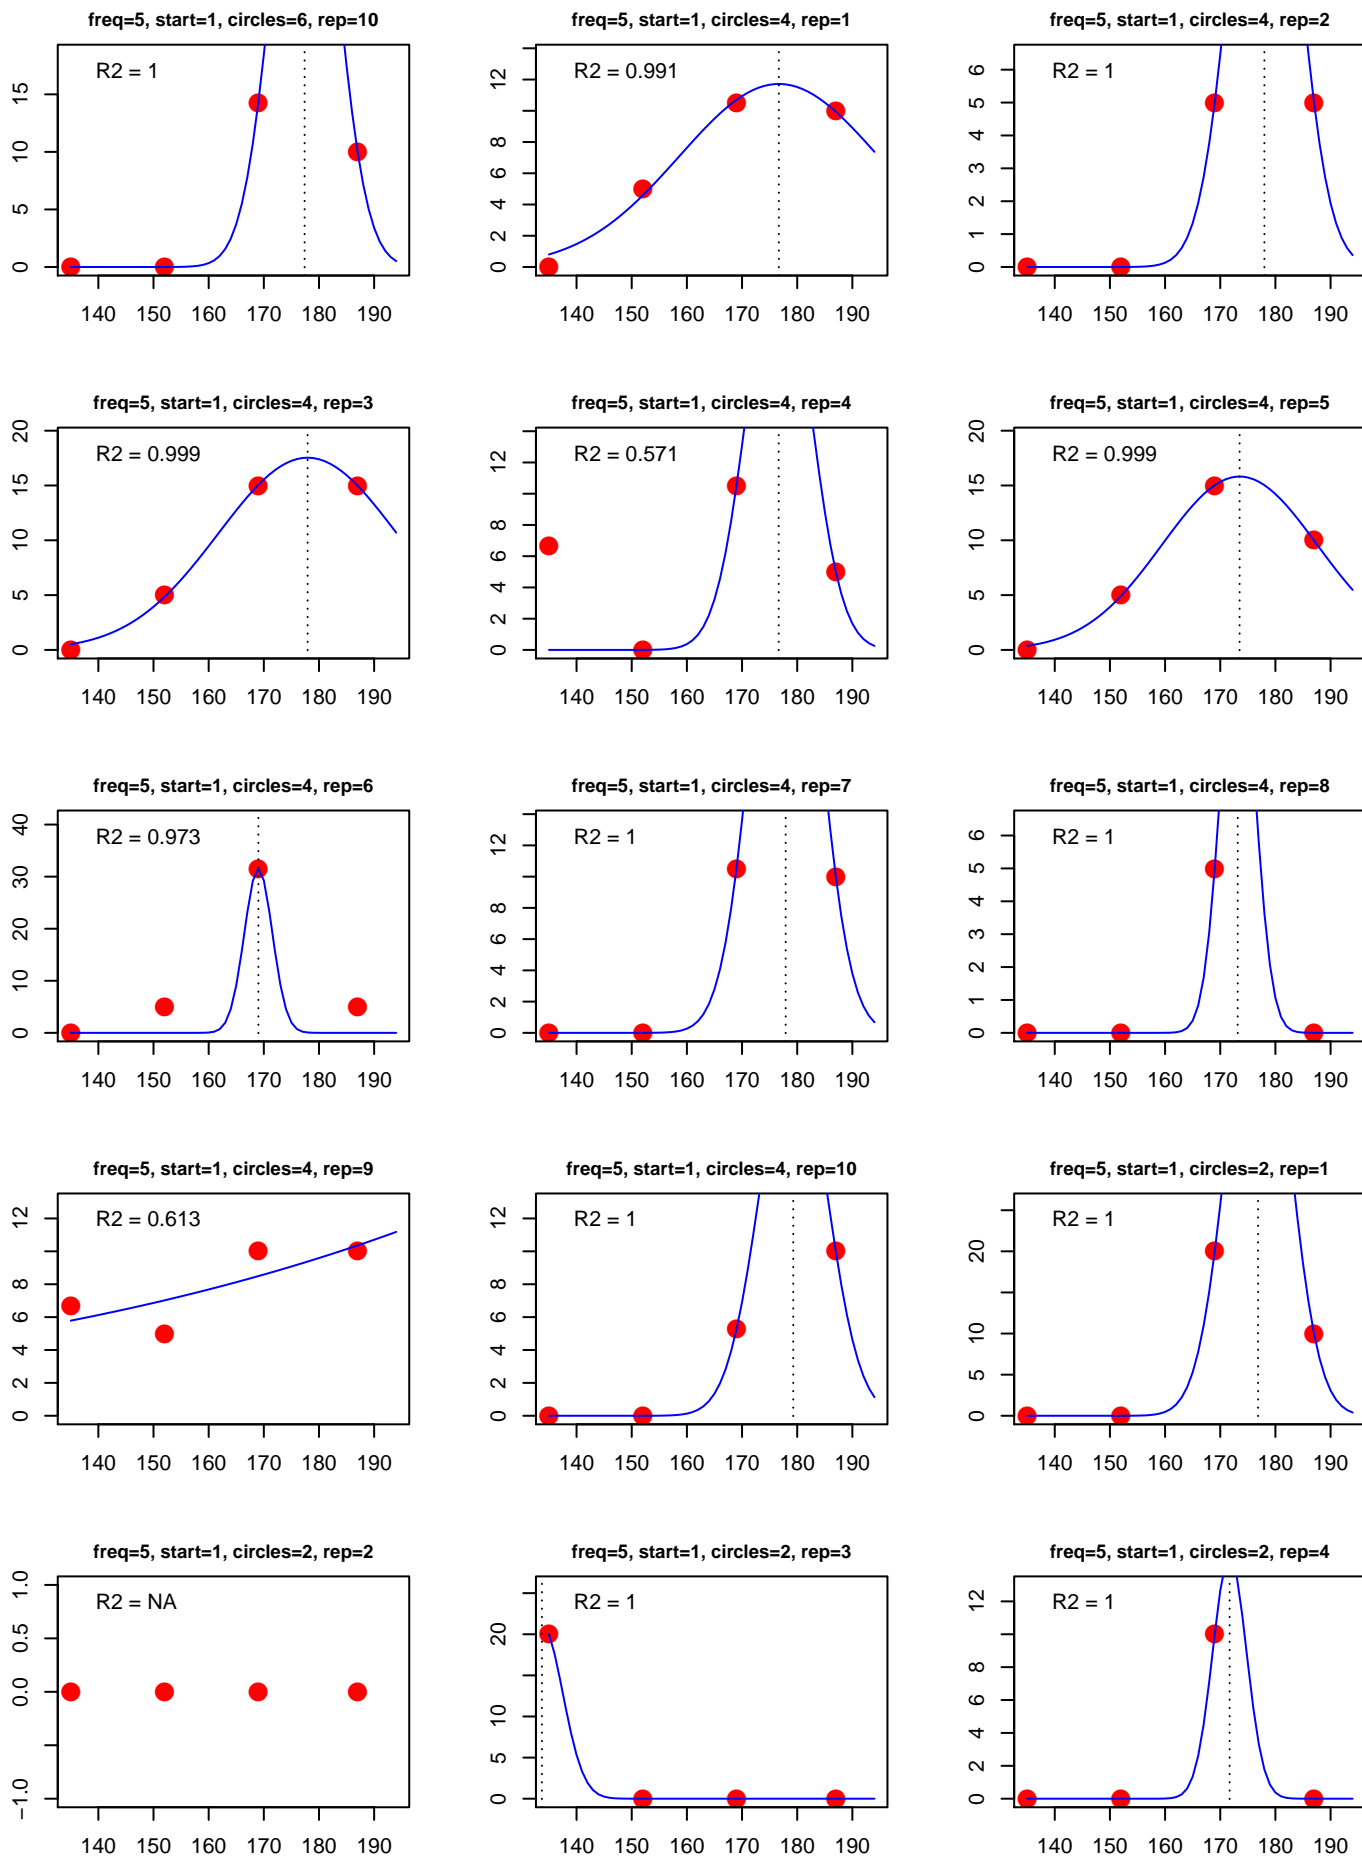 freq=5, start=1, circles=6, rep=10
R2 = 1
0 5 10 15
140 150 160 170 180 190
freq=5, start=1, circles=4, rep=1
R2 = 0.991
0 2 4 6 8 12
140 150 160 170 180 190
freq=5, start=1, circles=4, rep=2
R2 = 1
0 1 2 3 4 5 6
140 150 160 170 180 190
freq=5, start=1, circles=4, rep=3
R2 = 0.999
0 5 10 15 20
140 150 160 170 180 190
freq=5, start=1, circles=4, rep=4
R2 = 0.571
0 2 4 6 8 12
140 150 160 170 180 190
freq=5, start=1, circles=4, rep=5
R2 = 0.999
0 5 10 15 20
140 150 160 170 180 190
freq=5, start=1, circles=4, rep=6
R2 = 0.973
0 10 20 30 40
140 150 160 170 180 190
freq=5, start=1, circles=4, rep=7
R2 = 1
0 2 4 6 8 12
140 150 160 170 180 190
freq=5, start=1, circles=4, rep=8
R2 = 1
0 1 2 3 4 5 6
140 150 160 170 180 190
freq=5, start=1, circles=4, rep=9
R2 = 0.613
0 2 4 6 8 12
140 150 160 170 180 190
freq=5, start=1, circles=4, rep=10
R2 = 1
0 2 4 6 8 12
140 150 160 170 180 190
freq=5, start=1, circles=2, rep=1
R2 = 1
0 5 10 20
140 150 160 170 180 190
freq=5, start=1, circles=2, rep=2
R2 = NA
−1.0 0.0 0.5 1.0
140 150 160 170 180 190
freq=5, start=1, circles=2, rep=3
R2 = 1
0 5 10 20
140 150 160 170 180 190
freq=5, start=1, circles=2, rep=4
R2 = 1
0 2 4 6 8 12
140 150 160 170 180 190